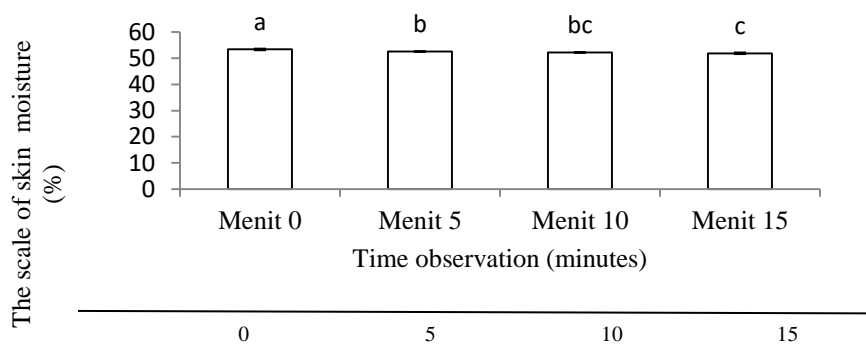 The scale of skin moisture
(%)
a b bc c
60
50
40
30
20
10
0
Menit 0 Menit 5 Menit 10 Menit 15
Time observation (minutes)
0 5 10 15